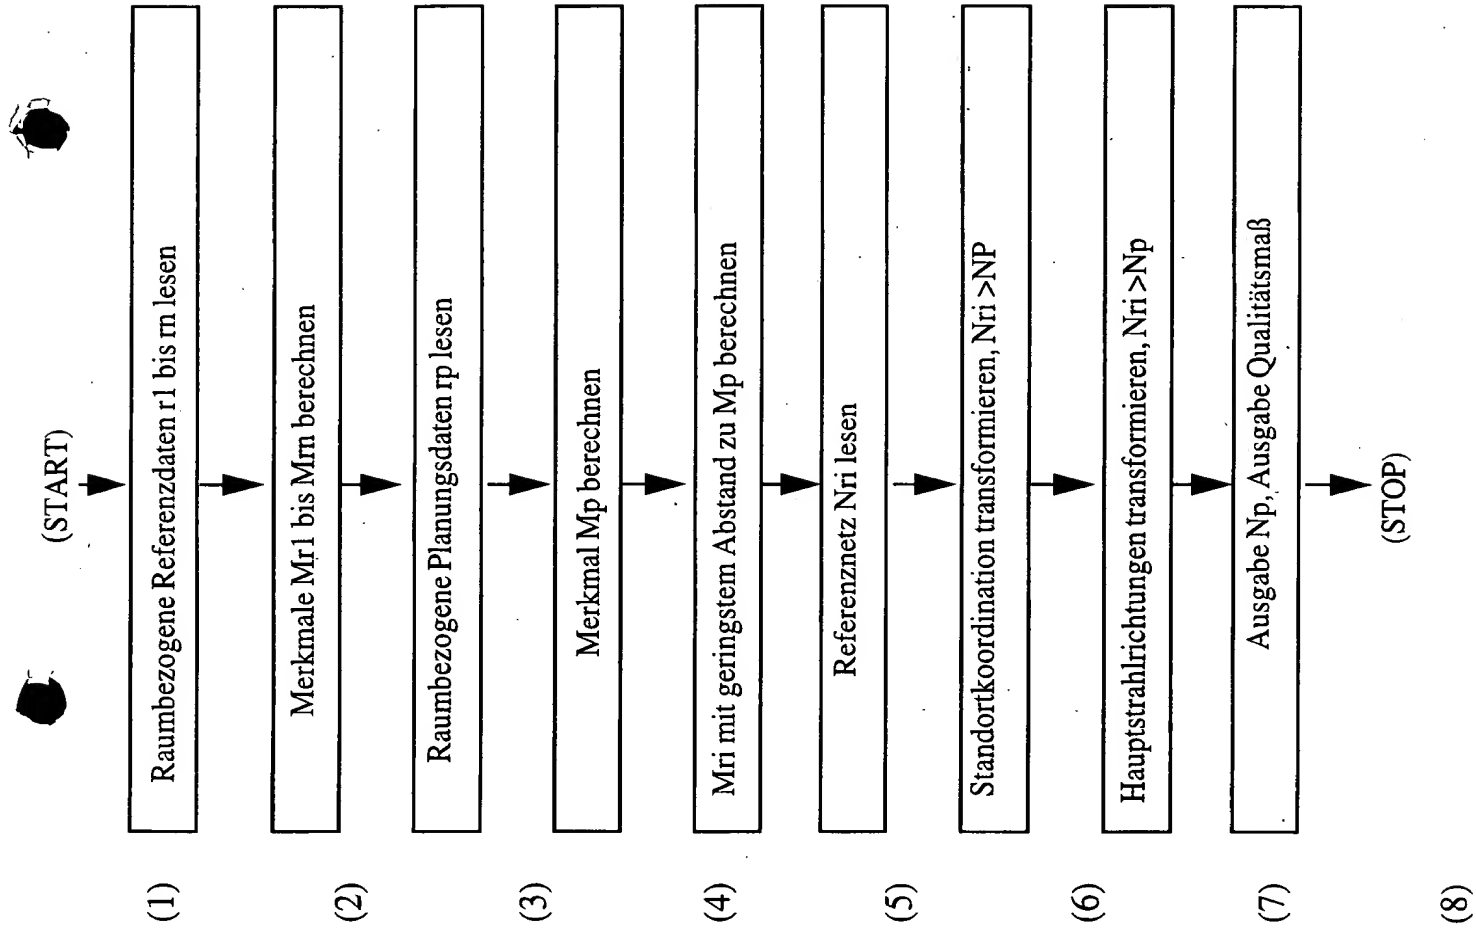 (START)
(1)
Raumbezogene Referenzdaten r1 bis rn lesen
(2)
Merkmale Mr1 bis Mrn berechnen
(3)
Raumbezogene Planungsdaten rp lesen
(4)
Merkmal Mp berechnen
(5)
Mri mit geringstem Abstand zu Mp berechnen
(6)
Referenznetz Nri lesen
(7)
Standortkoordination transformieren, Nri >NP
(8)
Hauptstrahlrichtungen transformieren, Nri >Np
Ausgabe Np, Ausgabe Qualitätsmaß
(STOP)